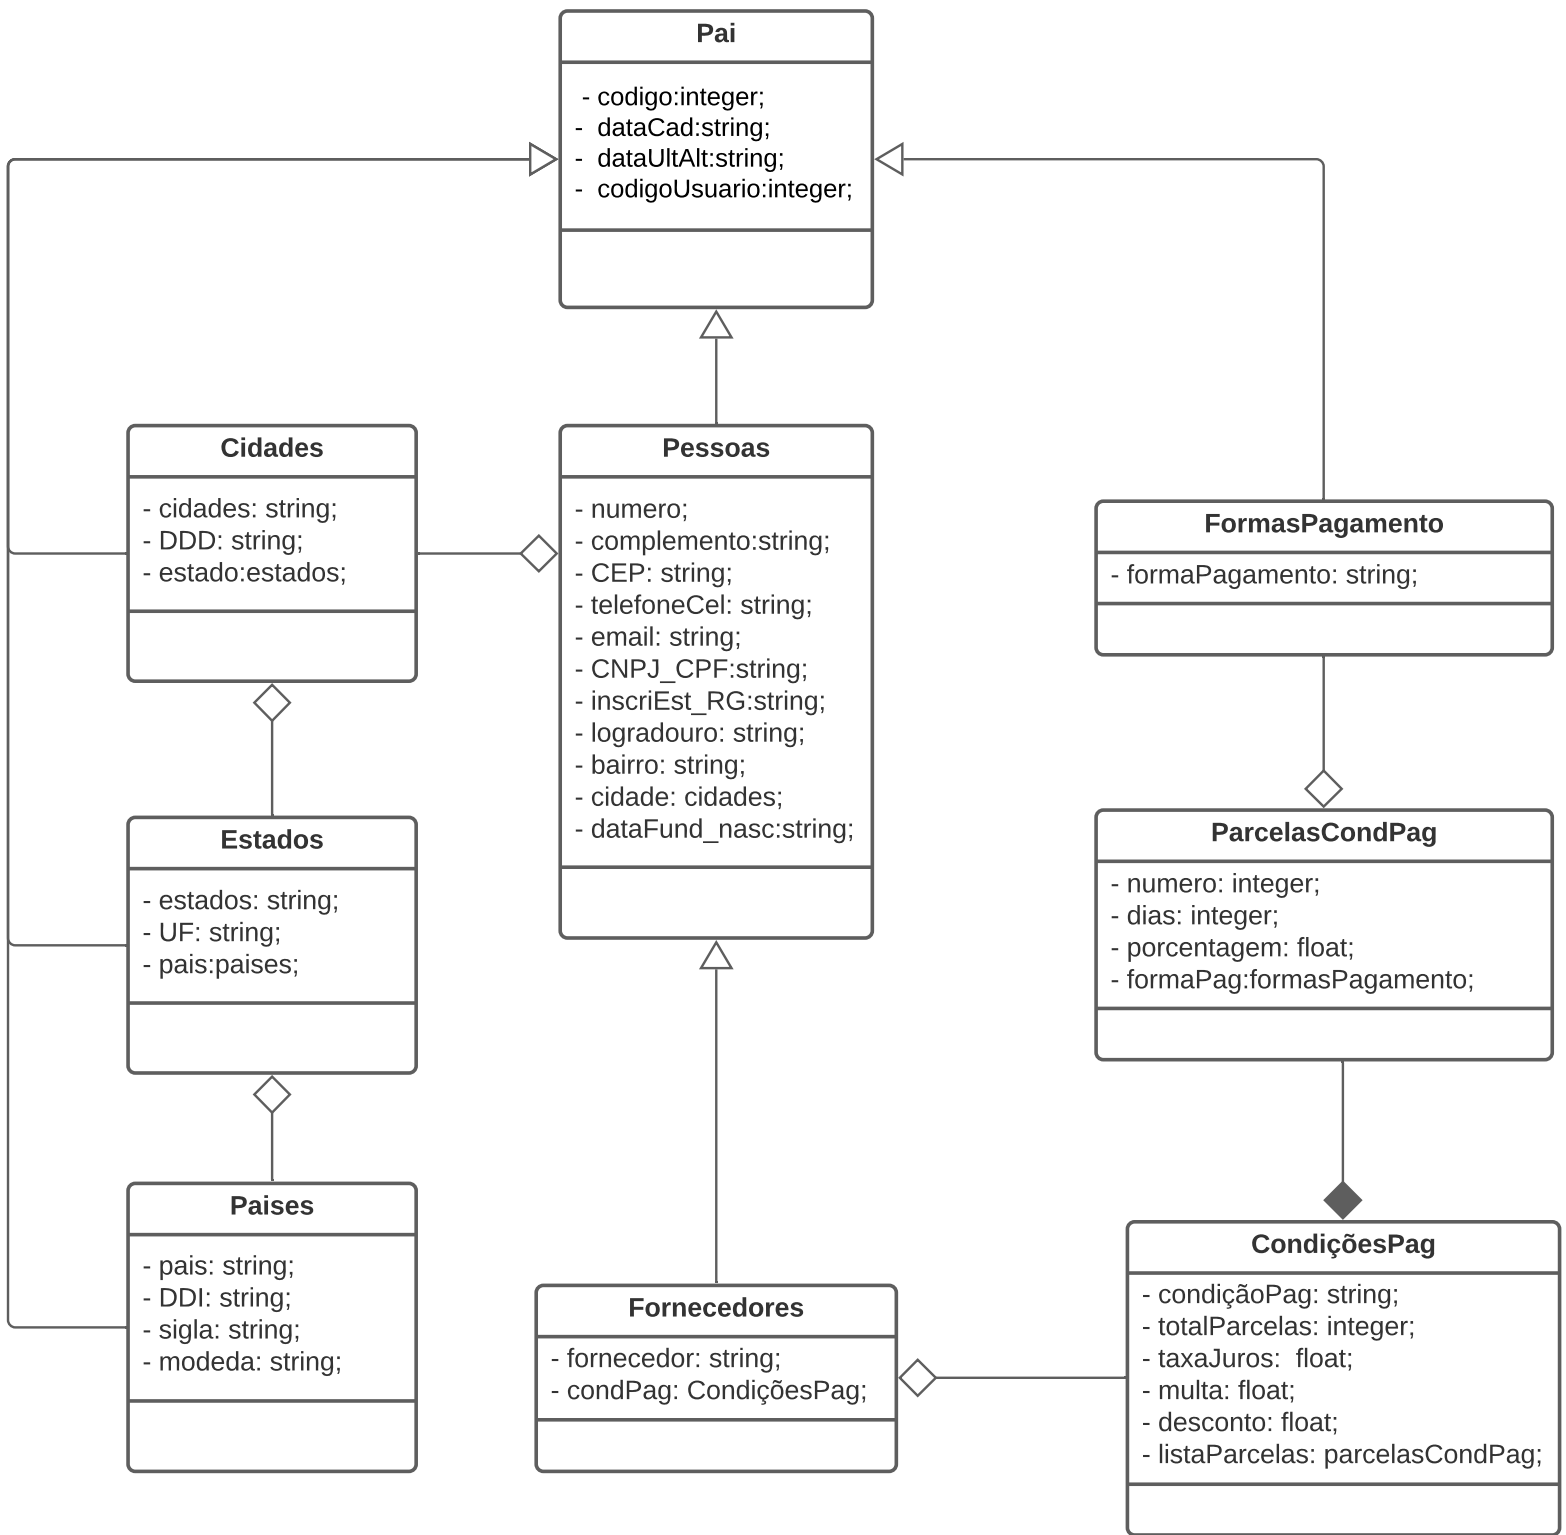 Pai
- codigo:integer;
- dataCad:string;
- dataUltAlt:string;
- codigoUsuario:integer;
Cidades
- cidades: string;
- DDD: string;
- estado:estados;
Pessoas
- numero;
- complemento:string;
- CEP: string;
- telefoneCel: string;
- email: string;
- CNPJ_CPF:string;
- inscriEst_RG:string;
- logradouro: string;
- bairro: string;
- cidade: cidades;
- dataFund_nasc:string;
FormasPagamento
- formaPagamento: string;
Estados
- estados: string;
- UF: string;
- pais:paises;
ParcelasCondPag
- numero: integer;
- dias: integer;
- porcentagem: float;
- formaPag:formasPagamento;
Paises
- pais: string;
- DDI: string;
- sigla: string;
- modeda: string;
Fornecedores
- fornecedor: string;
- condPag: CondiçõesPag;
CondiçõesPag
- condiçãoPag: string;
- totalParcelas: integer;
- taxaJuros:  float;
- multa: float;
- desconto: float;
- listaParcelas: parcelasCondPag;